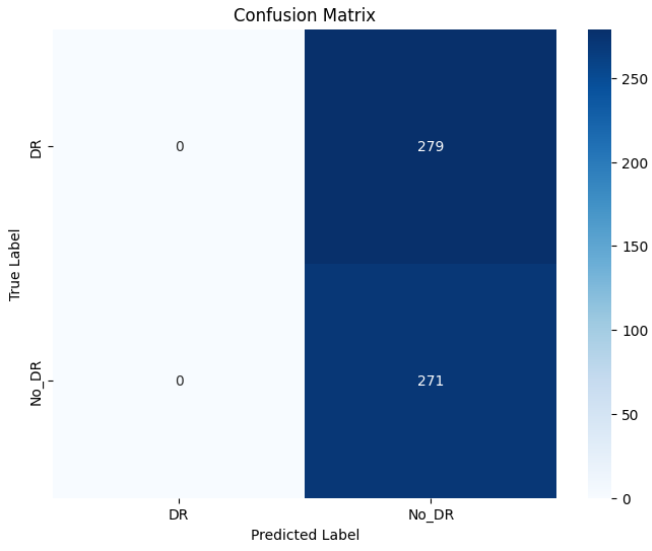 Confusion Matrix
250
200
150
100
50
0
DR
No_DR
True Label
0
279
0
271
DR
No_DR
Predicted Label